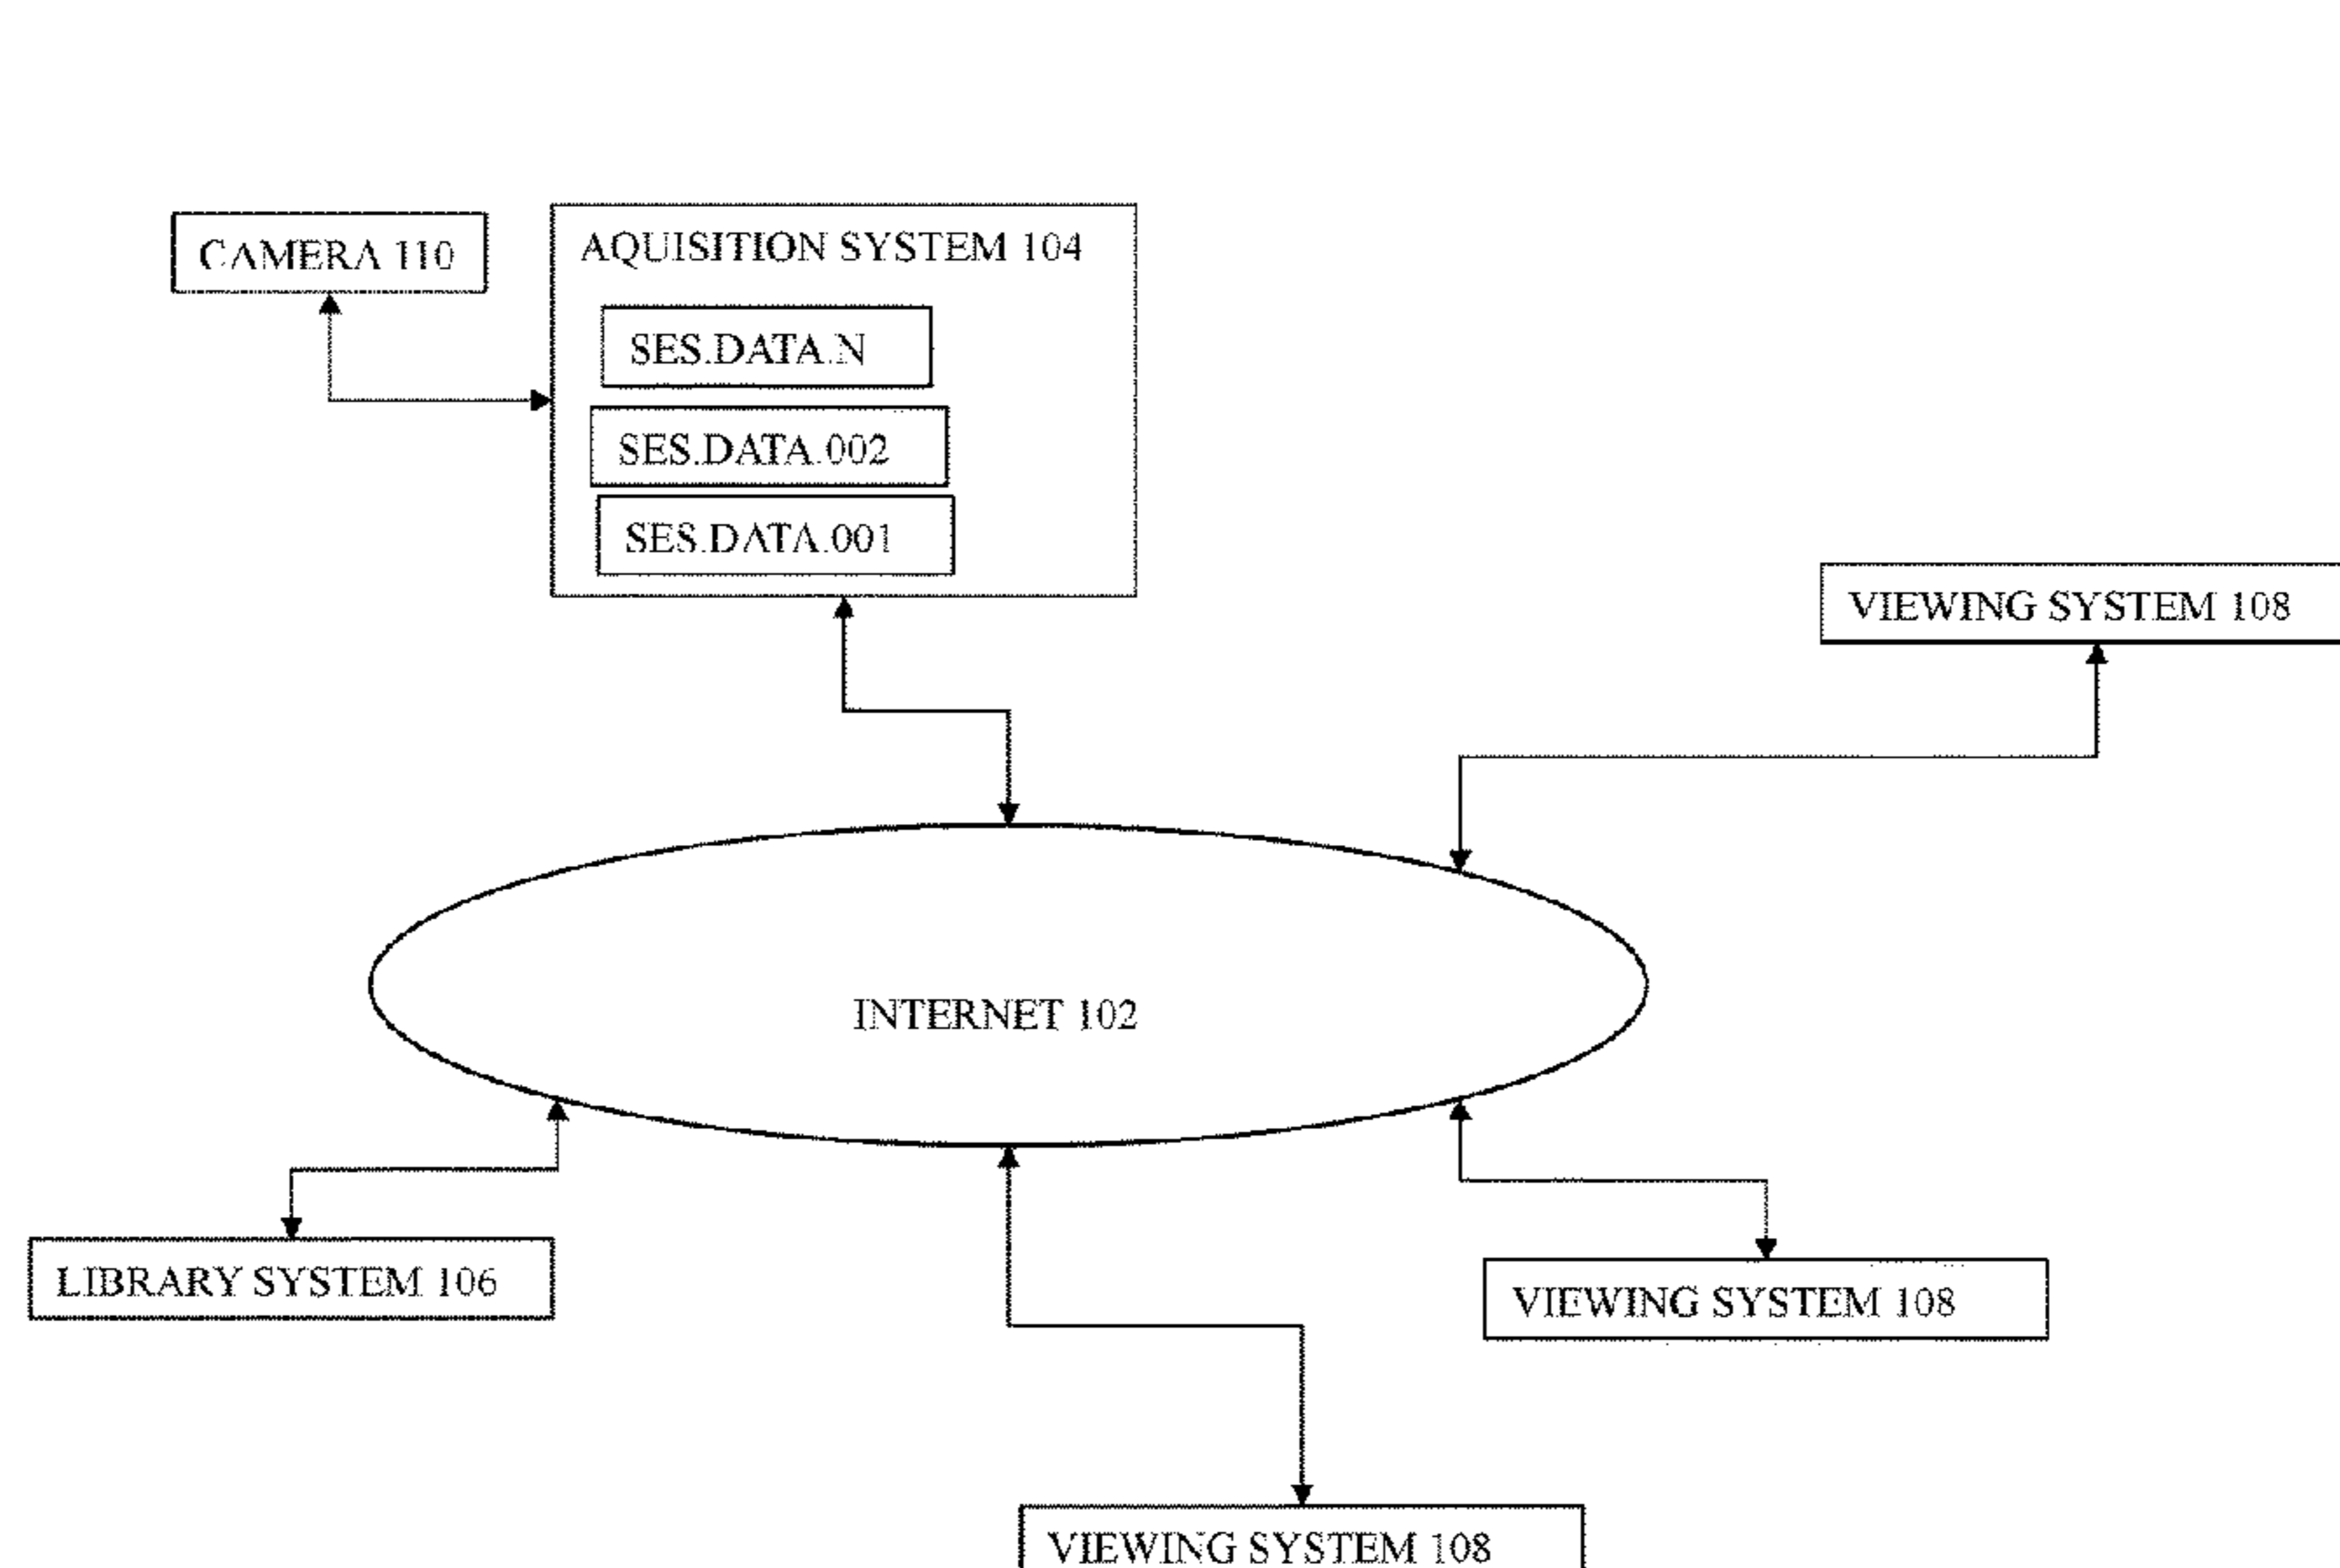 CAMERA 110
AQUISITION SYSTEM 104
SES.DATA.N
SES.DATA.002
SES.DATA.001
VIEWING SYSTEM 108
INTERNET 102
LIBRARY SYSTEM 106
VIEWING SYSTEM 108
VIEWING SYSTEM 108